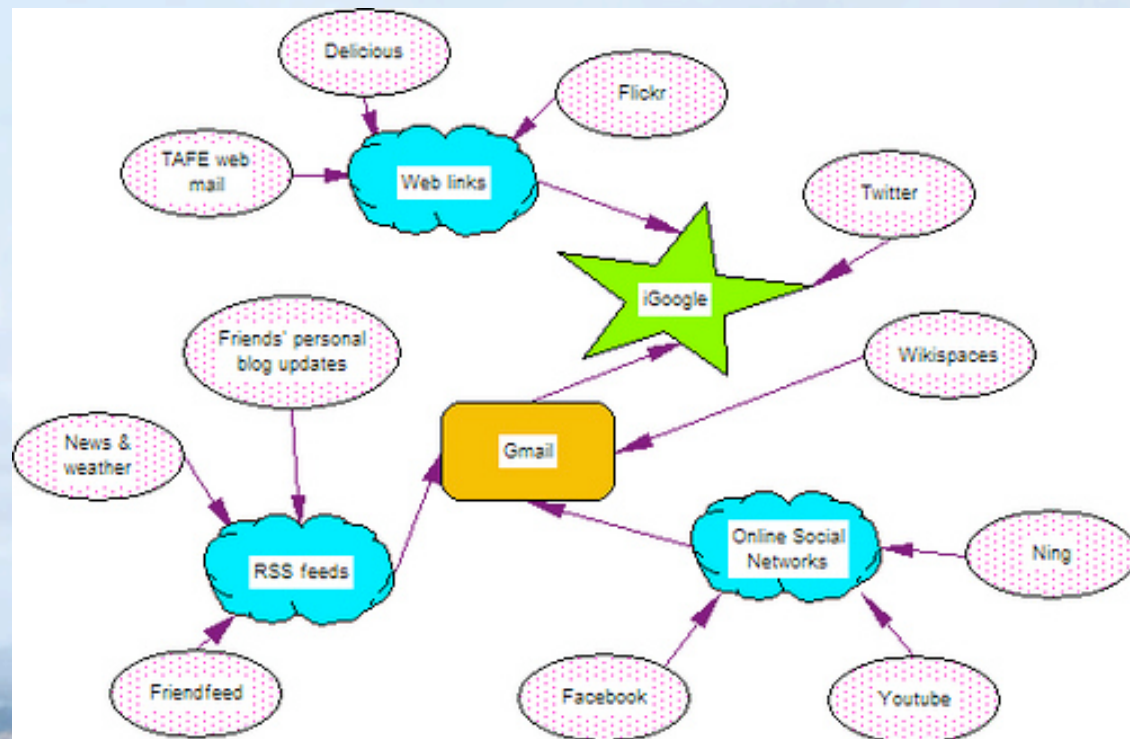 Delicious
Flickr
TAFE web
mail
Web links
Twitter
iGoogle
Friends' personal
blog updates
Wikispaces
News &
weather
Gmail
RSS feeds
Online Social
Networks
Ning
Friendfeed
Facebook
Youtube